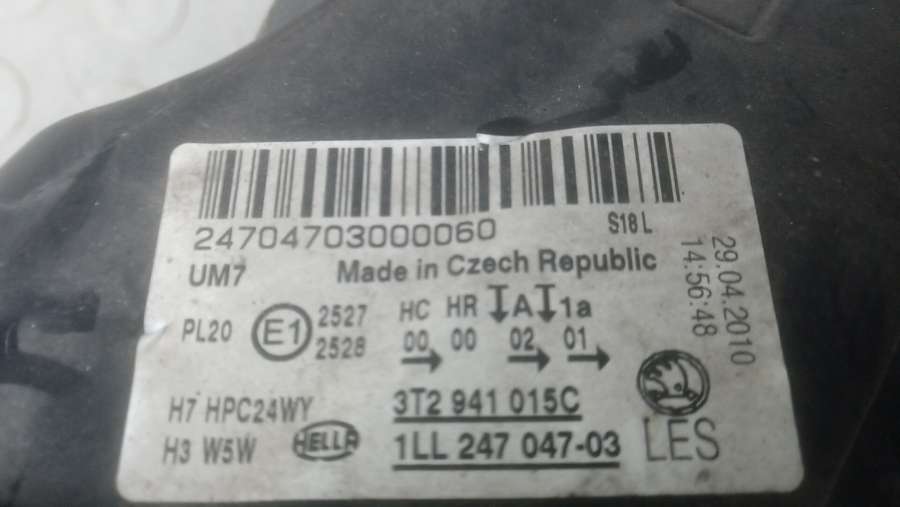 24704703000060
S18 L
UM7 Made in Czech Republic
29.04.2010
14:56:48
PL20 E1 2527
2528
HC HR A 1a
00 00 02 01
H7 HPC24WY
3T2 941 015C
H3 W5W HELLA
1LL 247 047-03
LES